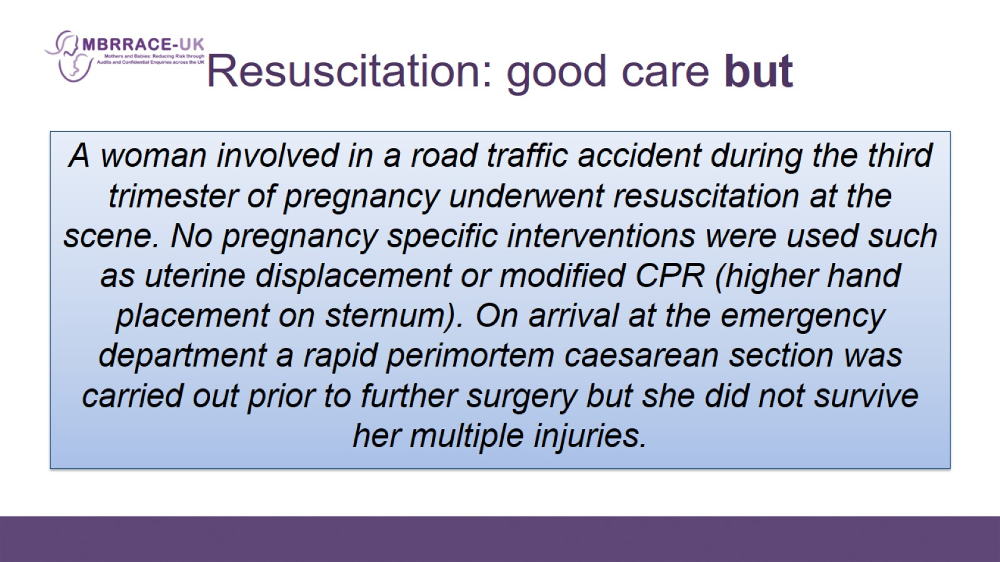 MBRRACE-UK
Mothers and Babies: Reducing Risk through
Audits and Confidential Enquiries across the UK
Resuscitation: good care but
A woman involved in a road traffic accident during the third
trimester of pregnancy underwent resuscitation at the
scene. No pregnancy specific interventions were used such
as uterine displacement or modified CPR (higher hand
placement on sternum). On arrival at the emergency
department a rapid perimortem caesarean section was
carried out prior to further surgery but she did not survive
her multiple injuries.